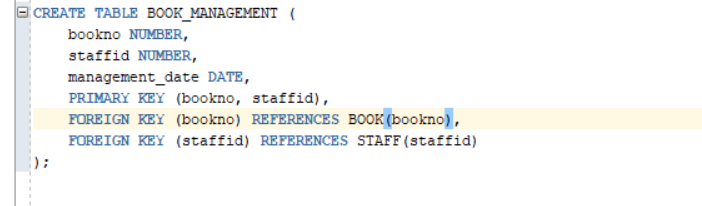 CREATE TABLE BOOK_MANAGEMENT (
    bookno NUMBER,
    staffid NUMBER,
    management_date DATE,
    PRIMARY KEY (bookno, staffid),
    FOREIGN KEY (bookno) REFERENCES BOOK(bookno),
    FOREIGN KEY (staffid) REFERENCES STAFF(staffid)
);